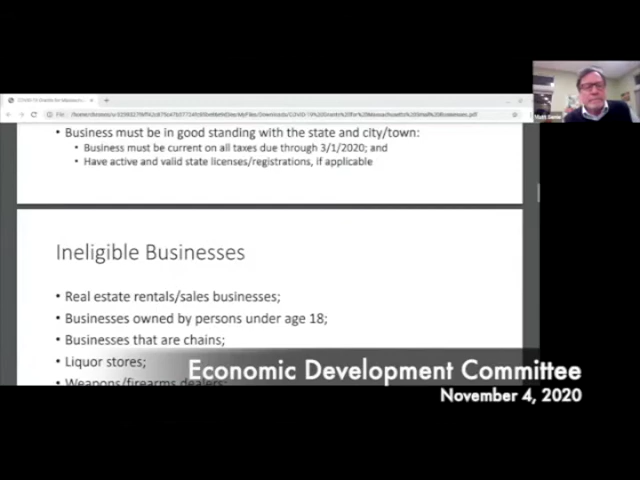 • Business must be in good standing with the state and city/town:
• Business must be current on all taxes due through 3/1/2020; and
• Have active and valid state licenses/registrations, if applicable
Ineligible Businesses
• Real estate rentals/sales businesses;
• Businesses owned by persons under age 18;
• Businesses that are chains;
• Liquor stores;
• Weapons/firearms dealers;
Economic Development Committee
November 4, 2020